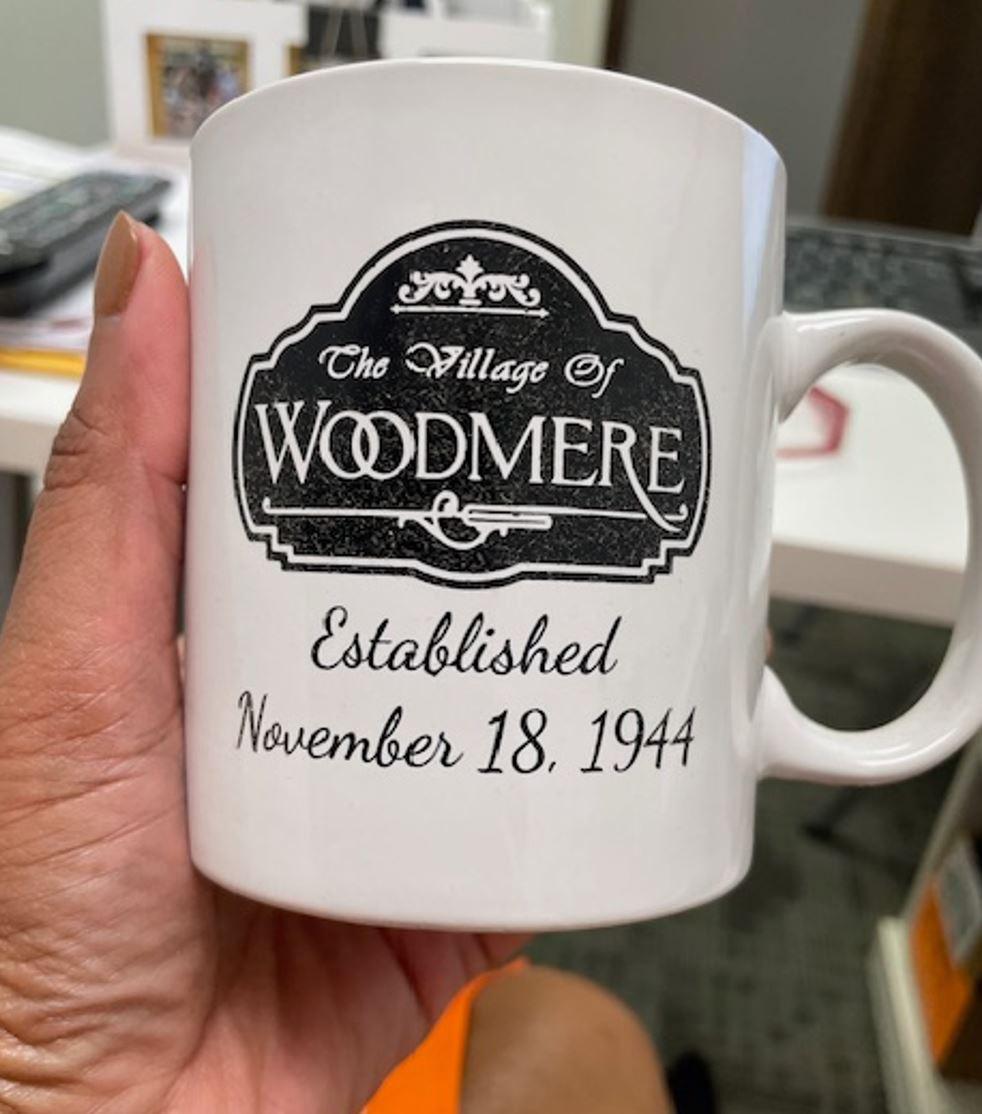 The Village Of
WOODMERE
Established
November 18, 1944